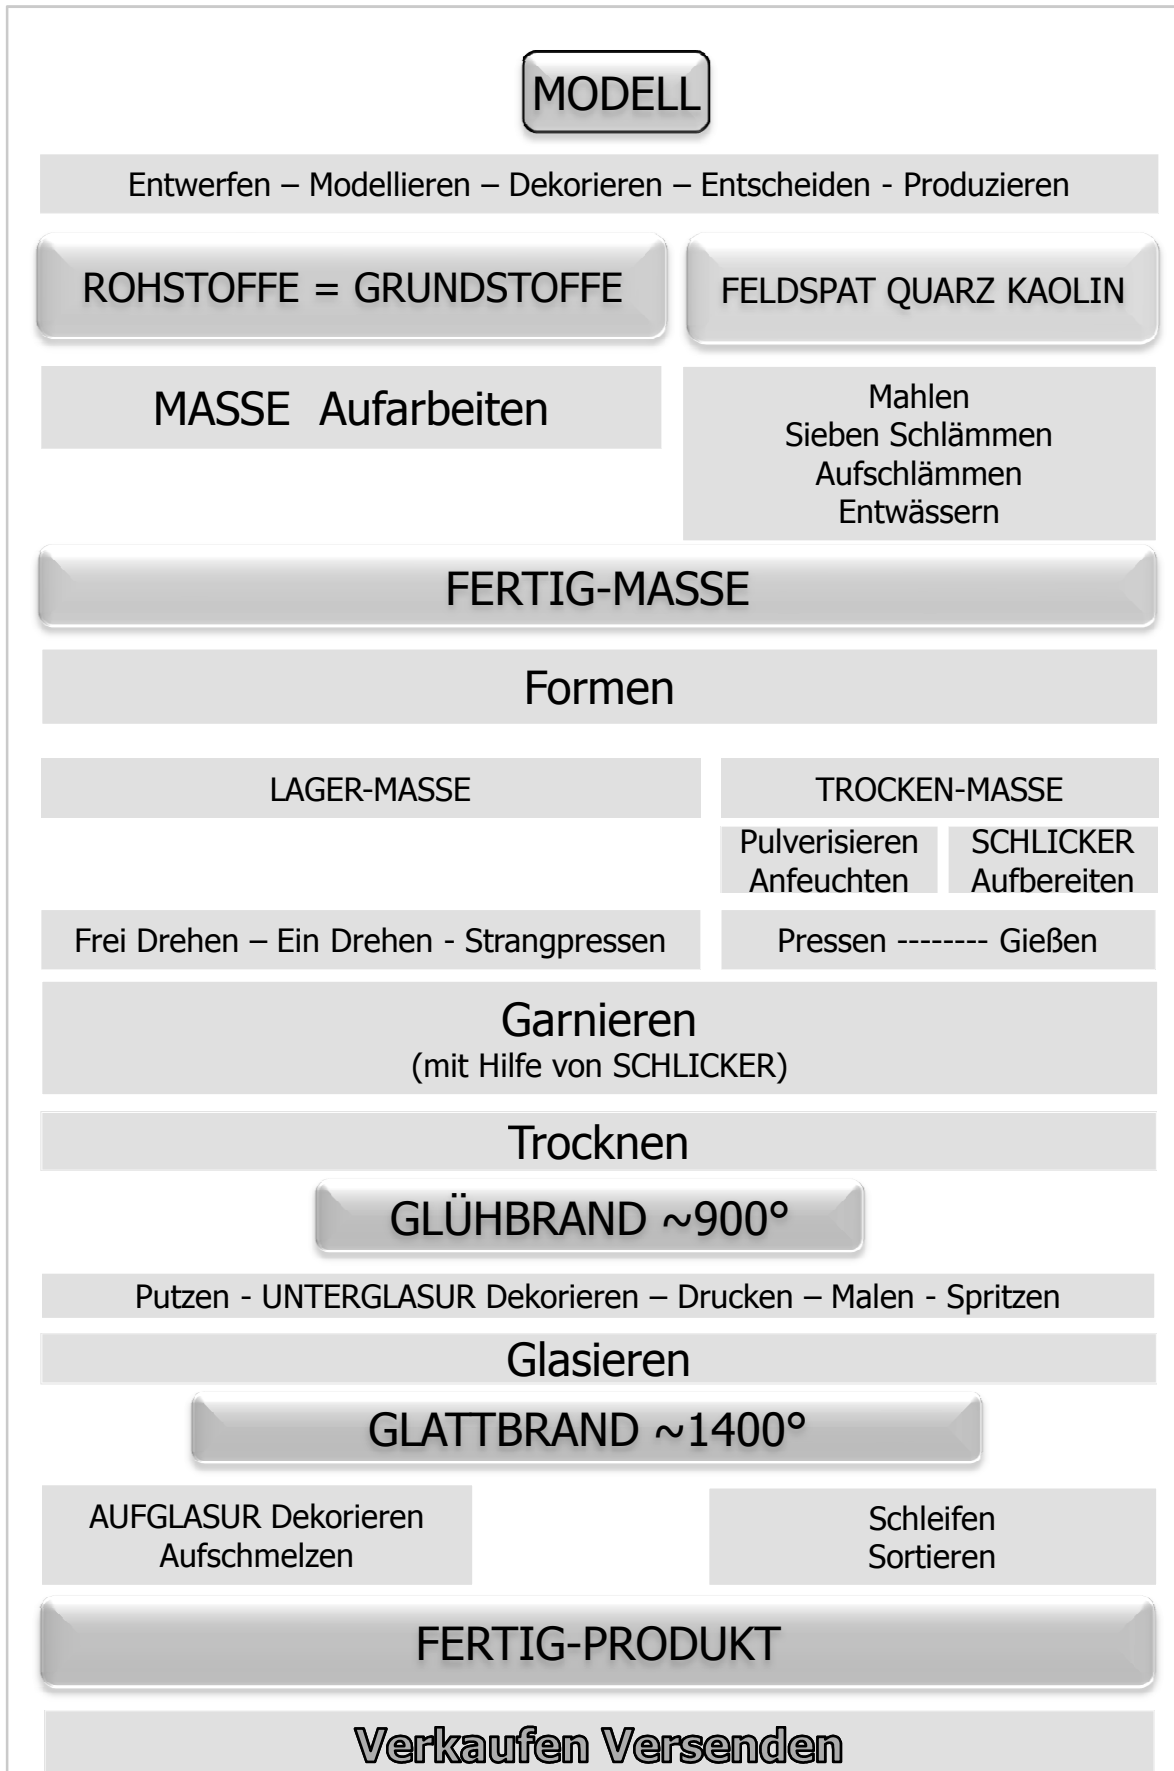 MODELL
Entwerfen – Modellieren – Dekorieren – Entscheiden - Produzieren
ROHSTOFFE = GRUNDSTOFFE
FELDSPAT QUARZ KAOLIN
MASSE Aufarbeiten
Mahlen
Sieben Schlämmen
Aufschlämmen
Entwässern
FERTIG-MASSE
Formen
LAGER-MASSE
TROCKEN-MASSE
Pulverisieren
Anfeuchten
SCHLICKER
Aufbereiten
Frei Drehen – Ein Drehen - Strangpressen
Pressen -------- Gießen
Garnieren
(mit Hilfe von SCHLICKER)
Trocknen
GLÜHBRAND ~900°
Putzen - UNTERGLASUR Dekorieren – Drucken – Malen - Spritzen
Glasieren
GLATTBRAND ~1400°
AUFGLASUR Dekorieren
Aufschmelzen
Schleifen
Sortieren
FERTIG-PRODUKT
Verkaufen Versenden